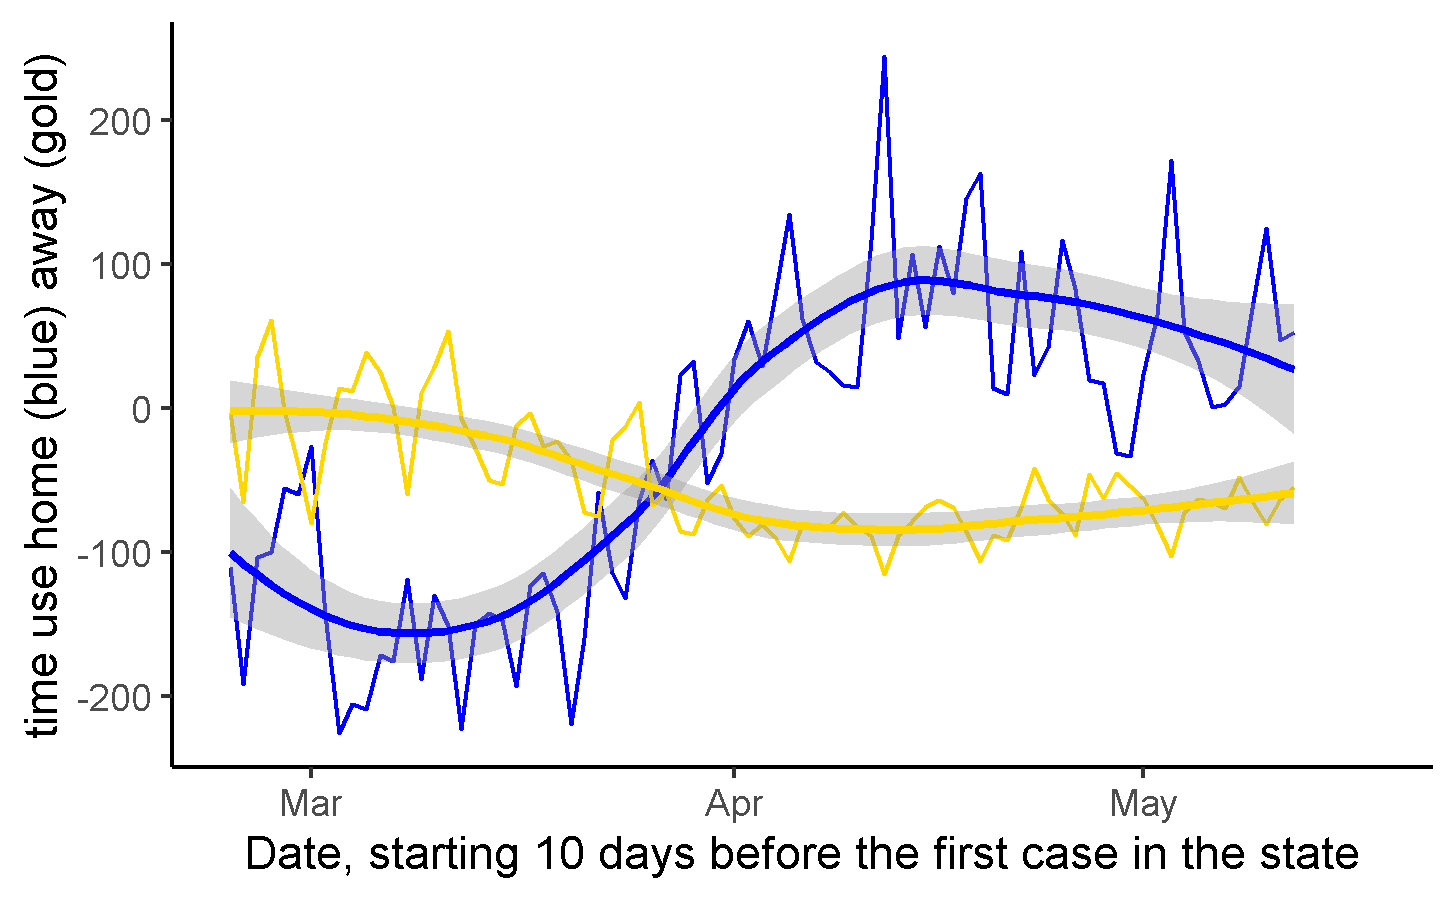 time use home (blue) away (gold)
200
100
0
-100
-200
Mar Apr May
Date, starting 10 days before the first case in the state